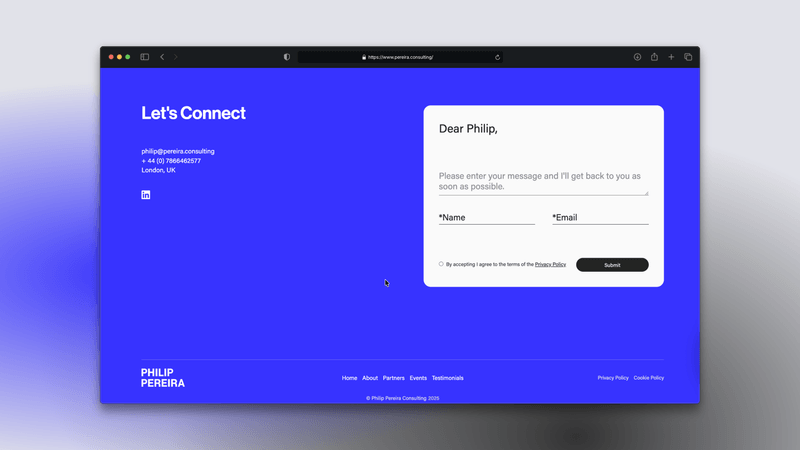 https://www.pereira.consulting/
Let's Connect
philip@pereira.consulting
+ 44 (0) 7866462577
London, UK
in
Dear Philip,
Please enter your message and I'll get back to you as
soon as possible.
*Name
*Email
By accepting I agree to the terms of the Privacy Policy
Submit
PHILIP
PEREIRA
Home About Partners Events Testimonials
Privacy Policy Cookie Policy
© Philip Pereira Consulting 2025